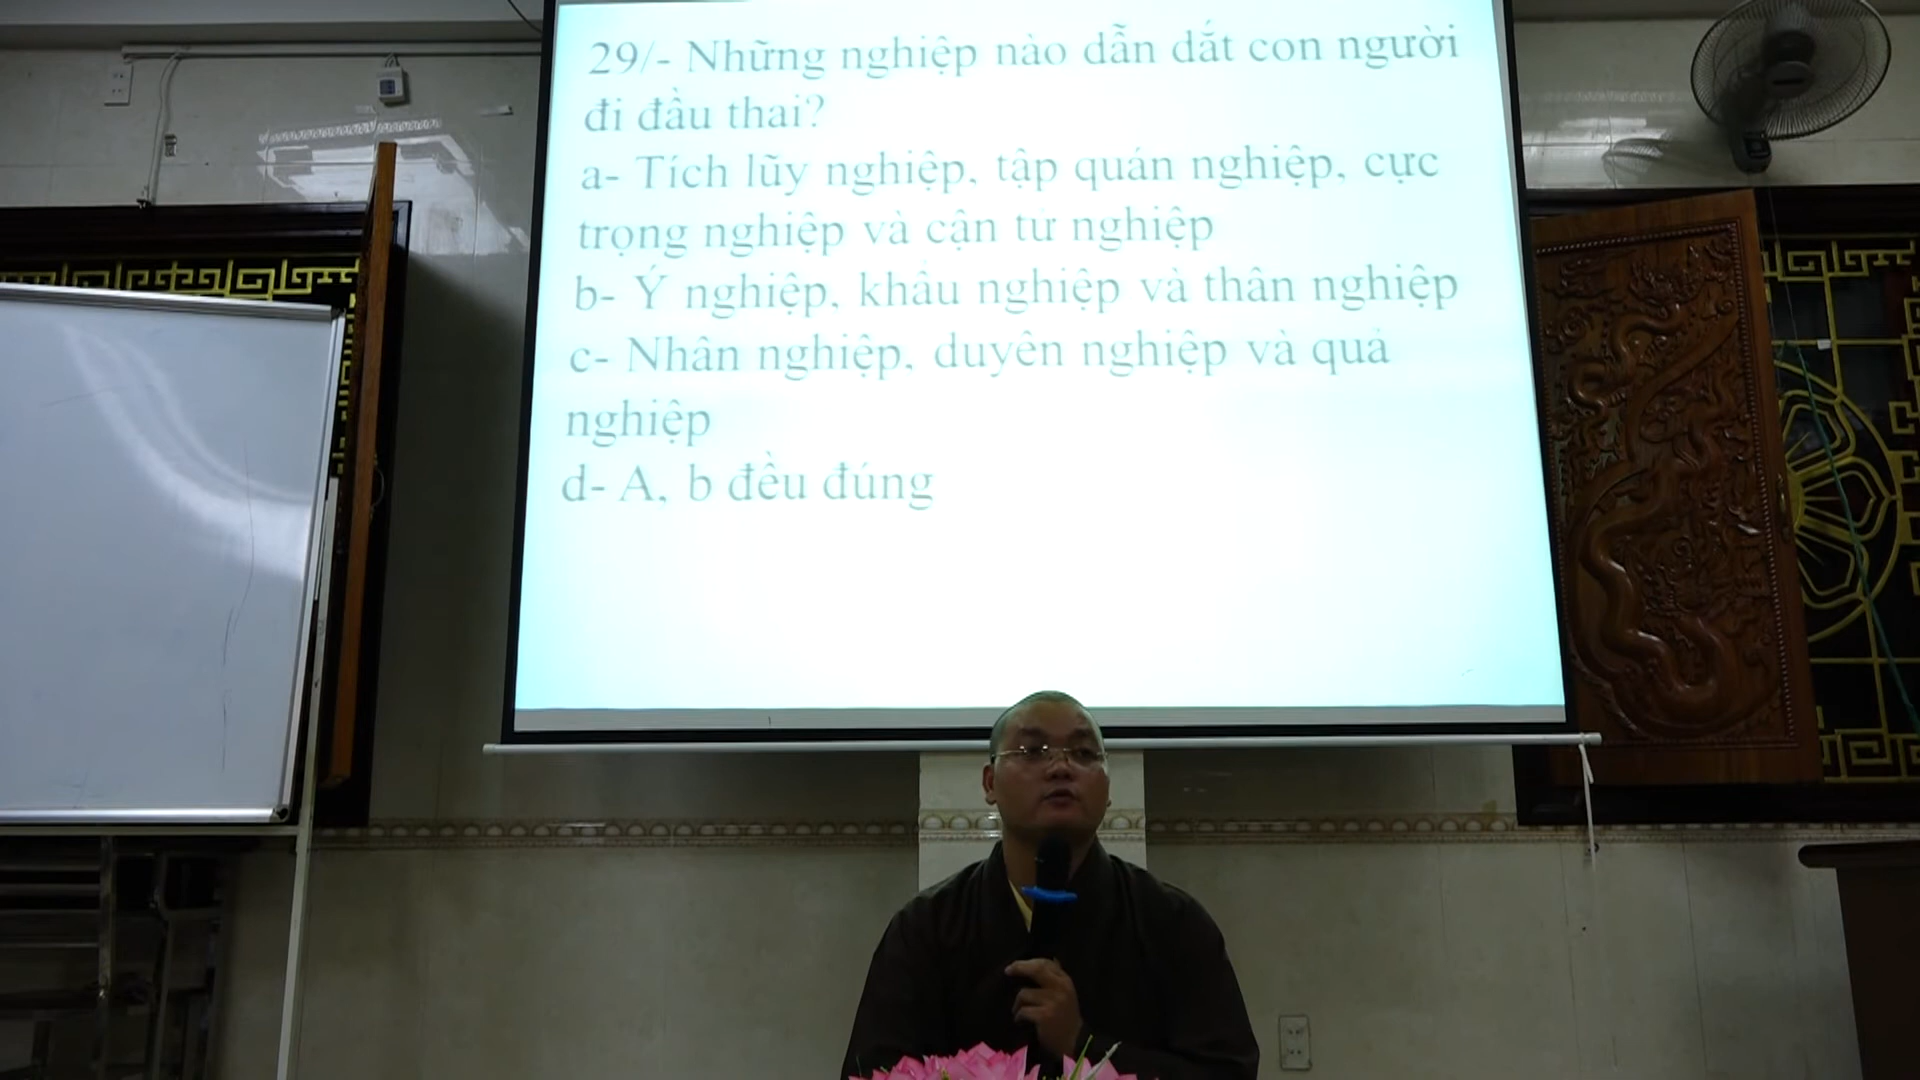 29/- Những nghiệp nào dẫn dắt con người
đi đầu thai?
a- Tích lũy nghiệp, tập quán nghiệp, cực
trọng nghiệp và cận tử nghiệp
b- Ý nghiệp, khẩu nghiệp và thân nghiệp
c- Nhân nghiệp, duyên nghiệp và quả
nghiệp
d- A, b đều đúng